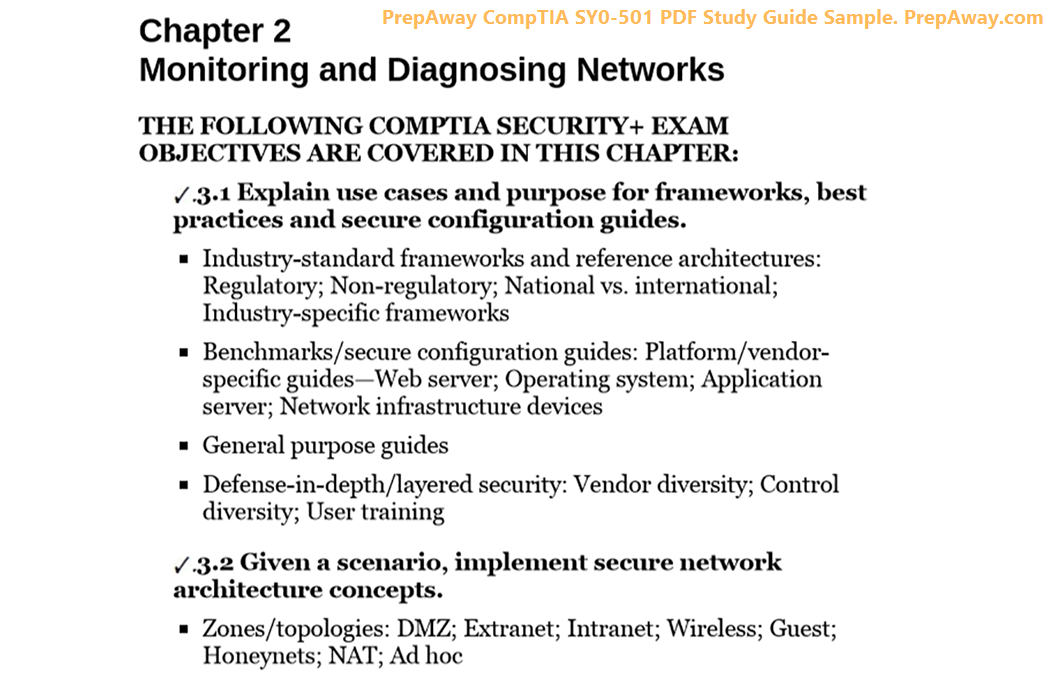 PrepAway CompTIA SY0-501 PDF Study Guide Sample. PrepAway.com
Chapter 2
Monitoring and Diagnosing Networks
THE FOLLOWING COMPTIA SECURITY+ EXAM
OBJECTIVES ARE COVERED IN THIS CHAPTER:
✓.3.1 Explain use cases and purpose for frameworks, best
practices and secure configuration guides.
▪ Industry-standard frameworks and reference architectures:
Regulatory; Non-regulatory; National vs. international;
Industry-specific frameworks
▪ Benchmarks/secure configuration guides: Platform/vendor-
specific guides—Web server; Operating system; Application
server; Network infrastructure devices
▪ General purpose guides
▪ Defense-in-depth/layered security: Vendor diversity; Control
diversity; User training
✓.3.2 Given a scenario, implement secure network
architecture concepts.
▪ Zones/topologies: DMZ; Extranet; Intranet; Wireless; Guest;
Honeynets; NAT; Ad hoc